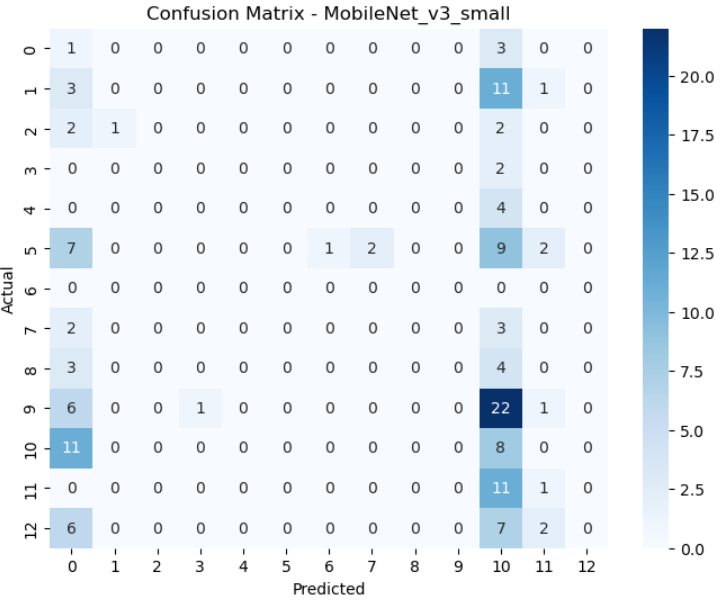 Confusion Matrix - MobileNet_v3_small
0 1 0 0 0 0 0 0 0 0 0 3 0 0
1 3 0 0 0 0 0 0 0 0 0 11 1 0
2 2 1 0 0 0 0 0 0 0 0 2 0 0
3 0 0 0 0 0 0 0 0 0 0 2 0 0
4 0 0 0 0 0 0 0 0 0 0 4 0 0
5 7 0 0 0 0 0 1 2 0 0 9 2 0
6 0 0 0 0 0 0 0 0 0 0 0 0 0
7 2 0 0 0 0 0 0 0 0 0 3 0 0
8 3 0 0 0 0 0 0 0 0 0 4 0 0
9 6 0 0 1 0 0 0 0 0 0 22 1 0
10 11 0 0 0 0 0 0 0 0 0 8 0 0
11 0 0 0 0 0 0 0 0 0 0 11 1 0
12 6 0 0 0 0 0 0 0 0 0 7 2 0
0 1 2 3 4 5 6 7 8 9 10 11 12
Predicted
Actual
20.0
17.5
15.0
12.5
10.0
7.5
5.0
2.5
0.0